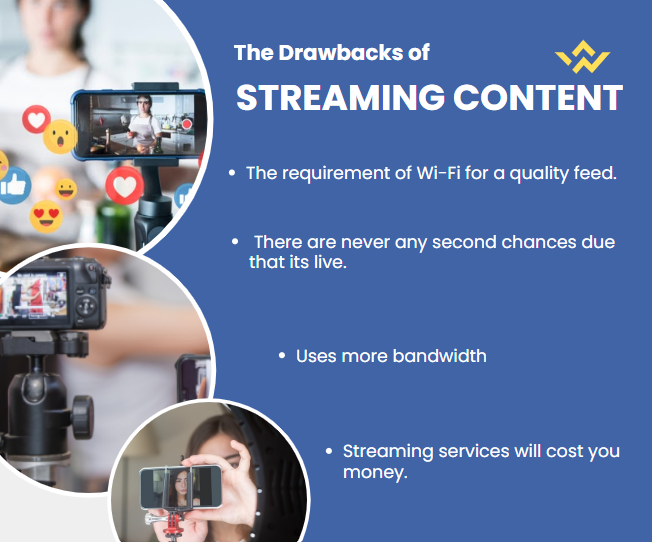 The Drawbacks of
STREAMING CONTENT
• The requirement of Wi-Fi for a quality feed.
• There are never any second chances due
that its live.
• Uses more bandwidth
• Streaming services will cost you
money.